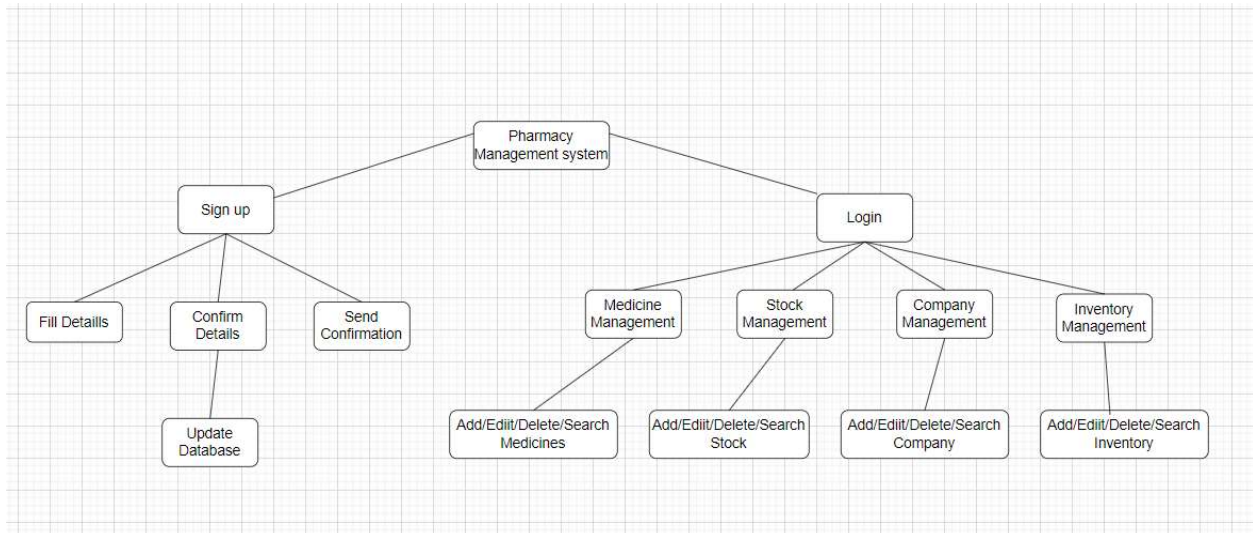 Pharmacy
Management system
Sign up
Login
Fill Detaills
Confirm
Details
Send
Confirmation
Medicine
Management
Stock
Management
Company
Management
Inventory
Management
Update
Database
Add/Ediit/Delete/Search
Medicines
Add/Ediit/Delete/Search
Stock
Add/Ediit/Delete/Search
Company
Add/Ediit/Delete/Search
Inventory